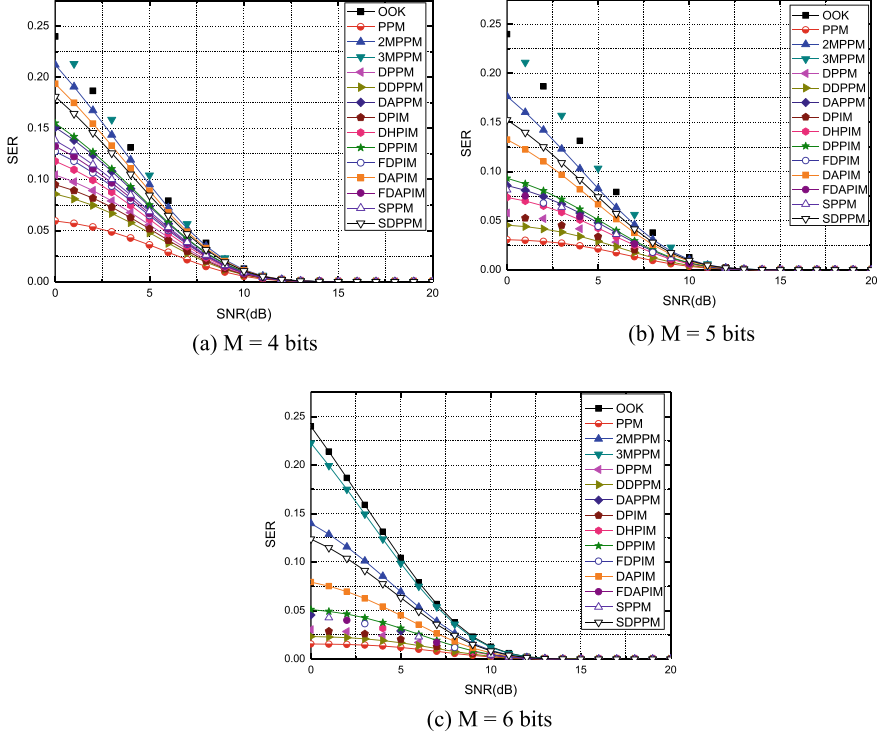 0.25
0.20
0.15
0.10
0.05
0.00
SER
0 5 10 15 20
SNR(dB)
OOK
PPM
2MPPM
3MPPM
DPPM
DDPPM
DAPPM
DPIM
DHPIM
DPPIM
FDPIM
DAPIM
FDAPIM
SPPM
SDPPM
(a) M = 4 bits
0.25
0.20
0.15
0.10
0.05
0.00
SER
0 5 10 15 20
SNR(dB)
OOK
PPM
2MPPM
3MPPM
DPPM
DDPPM
DAPPM
DPIM
DHPIM
DPPIM
FDPIM
DAPIM
FDAPIM
SPPM
SDPPM
(b) M = 5 bits
0.25
0.20
0.15
0.10
0.05
0.00
SER
0 5 10 15 20
SNR(dB)
OOK
PPM
2MPPM
3MPPM
DPPM
DDPPM
DAPPM
DPIM
DHPIM
DPPIM
FDPIM
DAPIM
FDAPIM
SPPM
SDPPM
(c) M = 6 bits